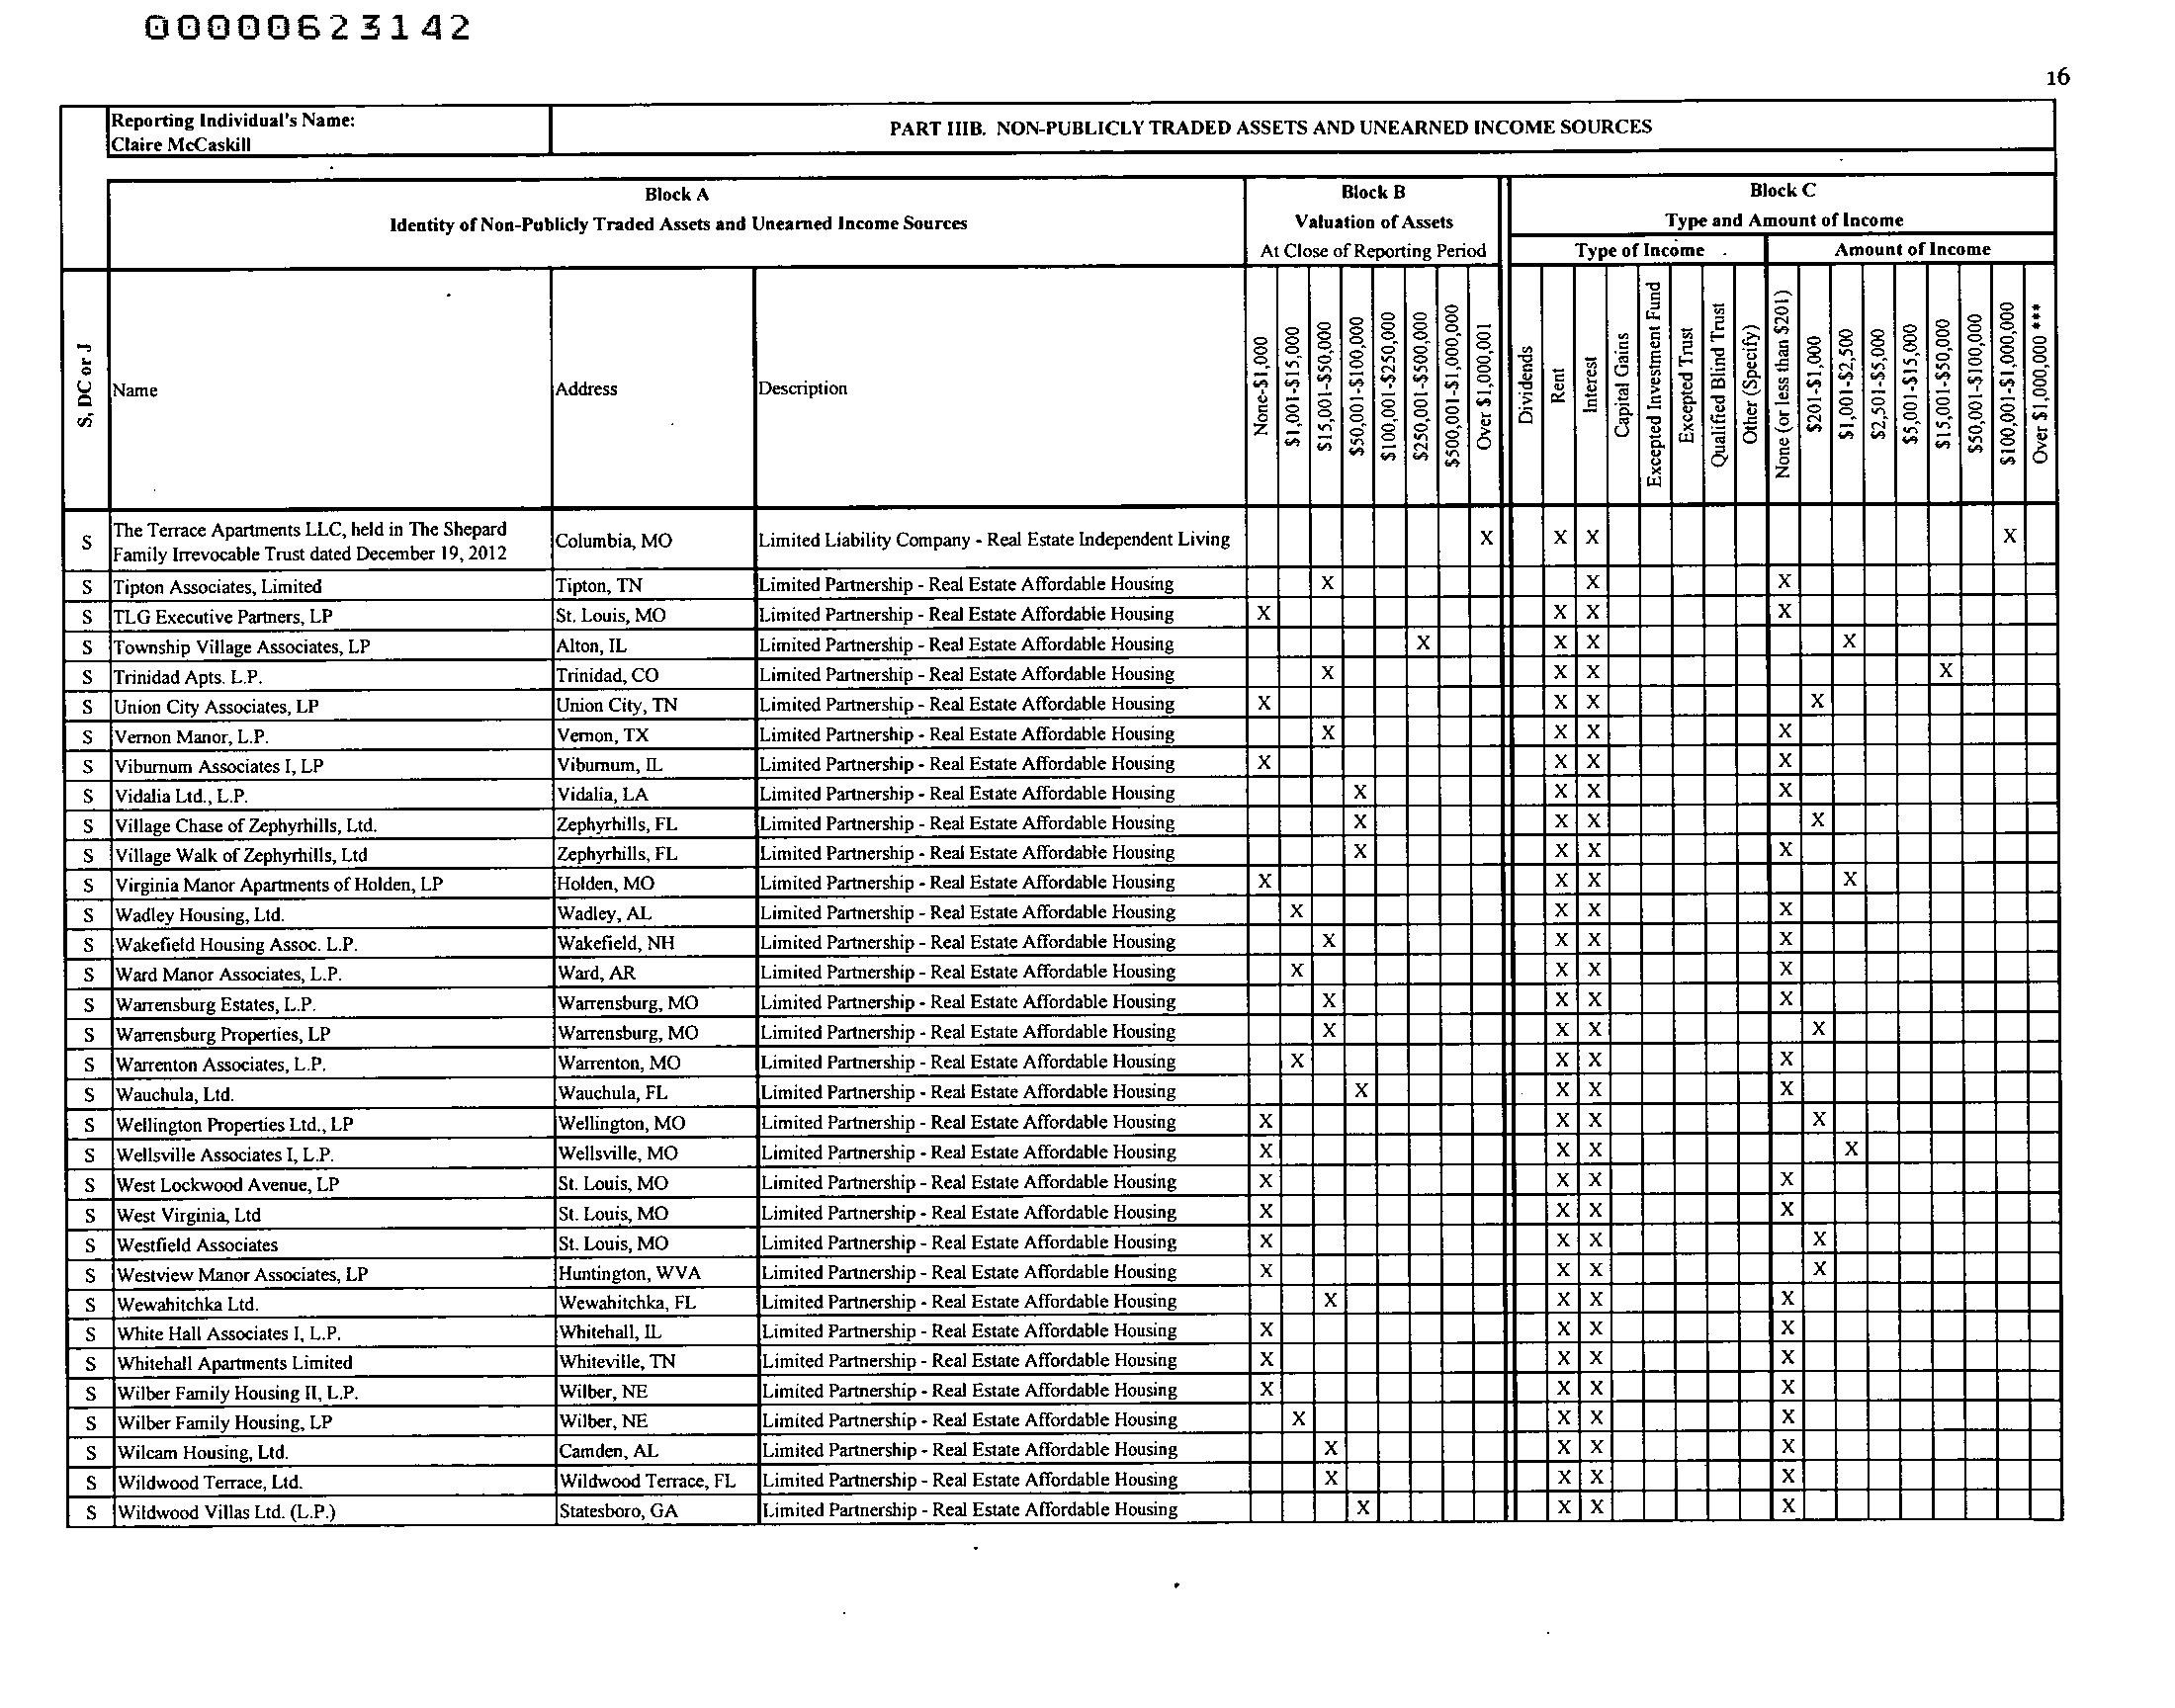 00000623142
16
Reporting Individual's Name:
Claire McCaskill
PART IIIB. NON-PUBLICLY TRADED ASSETS AND UNEARNED INCOME SOURCES
Block A
Identity of Non-Publicly Traded Assets and Unearned Income Sources
Block B
Valuation of Assets
At Close of Reporting Period
Block C
Type and Amount of Income
Type of Income
Amount of Income
S, DC or J
Name
Address
Description
None-$1,000
$1,001-$15,000
$15,001-$50,000
$50,001-$100,000
$100,001-$250,000
$250,001-$500,000
$500,001-$1,000,000
Over $1,000,001
Dividends
Rent
Interest
Capital Gains
Excepted Investment Fund
Excepted Trust
Qualified Blind Trust
Other (Specify)
None (or less than $201)
$201-$1,000
$1,001-$2,500
$2,501-$5,000
$5,001-$15,000
$15,001-$50,000
$50,001-$100,000
$100,001-$1,000,000
Over $1,000,000 ***
S The Terrace Apartments LLC, held in The Shepard
Family Irrevocable Trust dated December 19, 2012 Columbia, MO Limited Liability Company - Real Estate Independent Living X X X X
S Tipton Associates, Limited Tipton, TN Limited Partnership - Real Estate Affordable Housing X X X
S TLG Executive Partners, LP St. Louis, MO Limited Partnership - Real Estate Affordable Housing X X X X
S Township Village Associates, LP Alton, IL Limited Partnership - Real Estate Affordable Housing X X X X
S Trinidad Apts. L.P. Trinidad, CO Limited Partnership - Real Estate Affordable Housing X X X X
S Union City Associates, LP Union City, TN Limited Partnership - Real Estate Affordable Housing X X X X
S Vernon Manor, L.P. Vernon, TX Limited Partnership - Real Estate Affordable Housing X X X X
S Viburnum Associates I, LP Viburnum, IL Limited Partnership - Real Estate Affordable Housing X X X X
S Vidalia Ltd., L.P. Vidalia, LA Limited Partnership - Real Estate Affordable Housing X X X X
S Village Chase of Zephyrhills, Ltd. Zephyrhills, FL Limited Partnership - Real Estate Affordable Housing X X X X
S Village Walk of Zephyrhills, Ltd Zephyrhills, FL Limited Partnership - Real Estate Affordable Housing X X X X
S Virginia Manor Apartments of Holden, LP Holden, MO Limited Partnership - Real Estate Affordable Housing X X X X
S Wadley Housing, Ltd. Wadley, AL Limited Partnership - Real Estate Affordable Housing X X X X
S Wakefield Housing Assoc. L.P. Wakefield, NH Limited Partnership - Real Estate Affordable Housing X X X X
S Ward Manor Associates, L.P. Ward, AR Limited Partnership - Real Estate Affordable Housing X X X X
S Warrensburg Estates, L.P. Warrensburg, MO Limited Partnership - Real Estate Affordable Housing X X X X
S Warrensburg Properties, LP Warrensburg, MO Limited Partnership - Real Estate Affordable Housing X X X X
S Warrenton Associates, L.P. Warrenton, MO Limited Partnership - Real Estate Affordable Housing X X X X
S Wauchula, Ltd. Wauchula, FL Limited Partnership - Real Estate Affordable Housing X X X X
S Wellington Properties Ltd., LP Wellington, MO Limited Partnership - Real Estate Affordable Housing X X X X
S Wellsville Associates I, L.P. Wellsville, MO Limited Partnership - Real Estate Affordable Housing X X X X
S West Lockwood Avenue, LP St. Louis, MO Limited Partnership - Real Estate Affordable Housing X X X X
S West Virginia, Ltd St. Louis, MO Limited Partnership - Real Estate Affordable Housing X X X X
S Westfield Associates St. Louis, MO Limited Partnership - Real Estate Affordable Housing X X X X
S Westview Manor Associates, LP Huntington, WVA Limited Partnership - Real Estate Affordable Housing X X X X
S Wewahitchka Ltd. Wewahitchka, FL Limited Partnership - Real Estate Affordable Housing X X X X
S White Hall Associates I, L.P. Whitehall, IL Limited Partnership - Real Estate Affordable Housing X X X X
S Whitehall Apartments Limited Whiteville, TN Limited Partnership - Real Estate Affordable Housing X X X X
S Wilber Family Housing II, L.P. Wilber, NE Limited Partnership - Real Estate Affordable Housing X X X X
S Wilber Family Housing, LP Wilber, NE Limited Partnership - Real Estate Affordable Housing X X X X
S Wilcam Housing, Ltd. Camden, AL Limited Partnership - Real Estate Affordable Housing X X X X
S Wildwood Terrace, Ltd. Wildwood Terrace, FL Limited Partnership - Real Estate Affordable Housing X X X X
S Wildwood Villas Ltd. (L.P.) Statesboro, GA Limited Partnership - Real Estate Affordable Housing X X X X